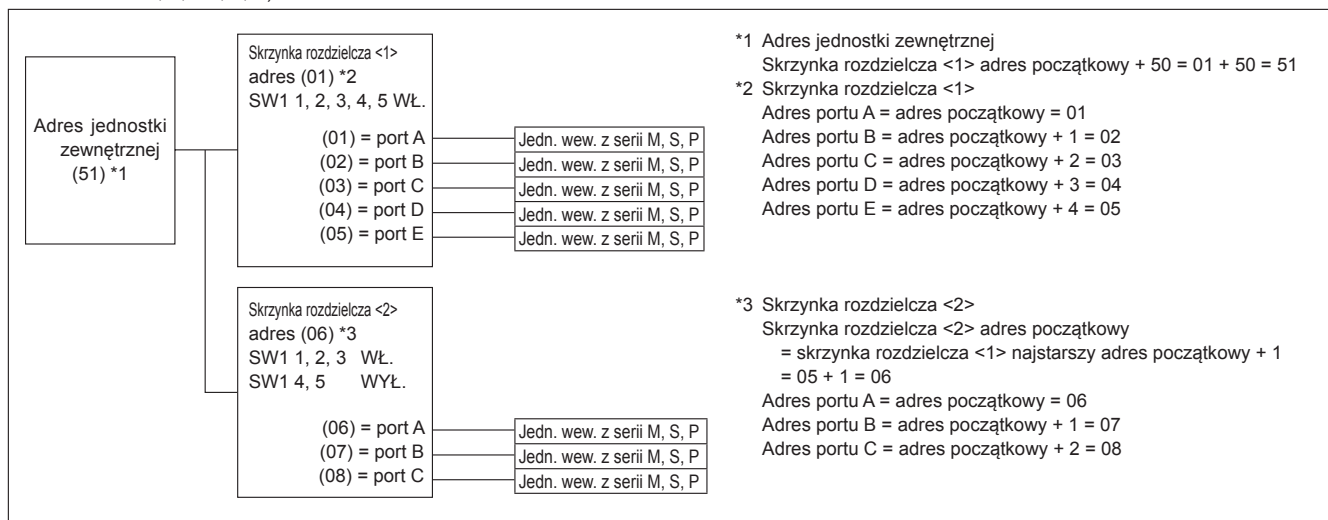 Adres jednostki
zewnętrznej
(51) *1
Skrzynka rozdzielcza <1>
adres (01) *2
SW1 1, 2, 3, 4, 5 WŁ.
(01) = port A
(02) = port B
(03) = port C
(04) = port D
(05) = port E
Jedn. wew. z serii M, S, P
Jedn. wew. z serii M, S, P
Jedn. wew. z serii M, S, P
Jedn. wew. z serii M, S, P
Jedn. wew. z serii M, S, P
*1 Adres jednostki zewnętrznej
Skrzynka rozdzielcza <1> adres początkowy + 50 = 01 + 50 = 51
*2 Skrzynka rozdzielcza <1>
Adres portu A = adres początkowy = 01
Adres portu B = adres początkowy + 1 = 02
Adres portu C = adres początkowy + 2 = 03
Adres portu D = adres początkowy + 3 = 04
Adres portu E = adres początkowy + 4 = 05
Skrzynka rozdzielcza <2>
adres (06) *3
SW1 1, 2, 3 WŁ.
SW1 4, 5 WYŁ.
(06) = port A
(07) = port B
(08) = port C
Jedn. wew. z serii M, S, P
Jedn. wew. z serii M, S, P
Jedn. wew. z serii M, S, P
*3 Skrzynka rozdzielcza <2>
Skrzynka rozdzielcza <2> adres początkowy
= skrzynka rozdzielcza <1> najstarszy adres początkowy + 1
= 05 + 1 = 06
Adres portu A = adres początkowy = 06
Adres portu B = adres początkowy + 1 = 07
Adres portu C = adres początkowy + 2 = 08